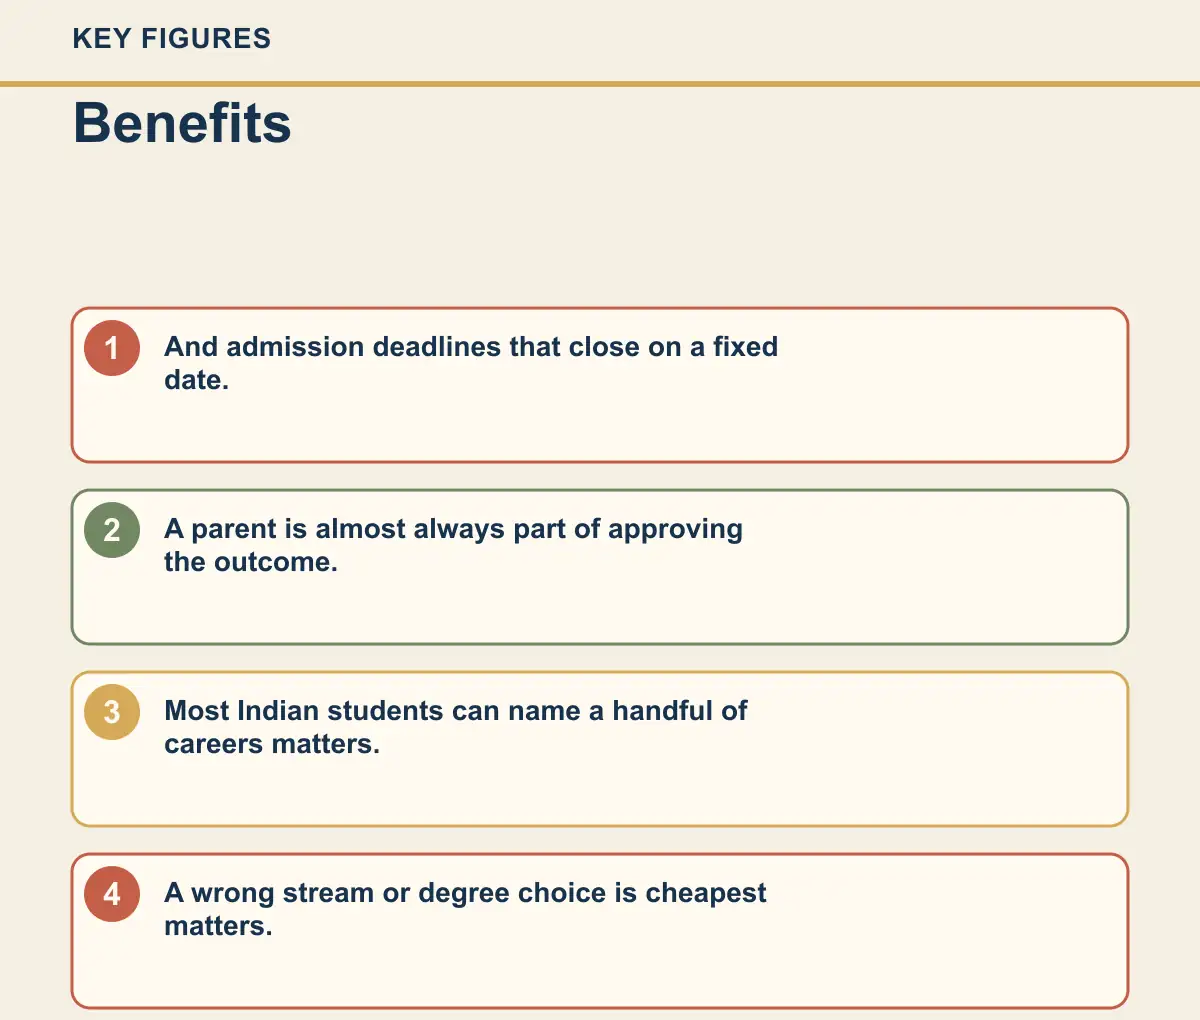 KEY FIGURES
Benefits
1
And admission deadlines that close on a fixed
date.
2
A parent is almost always part of approving
the outcome.
3
Most Indian students can name a handful of
careers matters.
4
A wrong stream or degree choice is cheapest
matters.